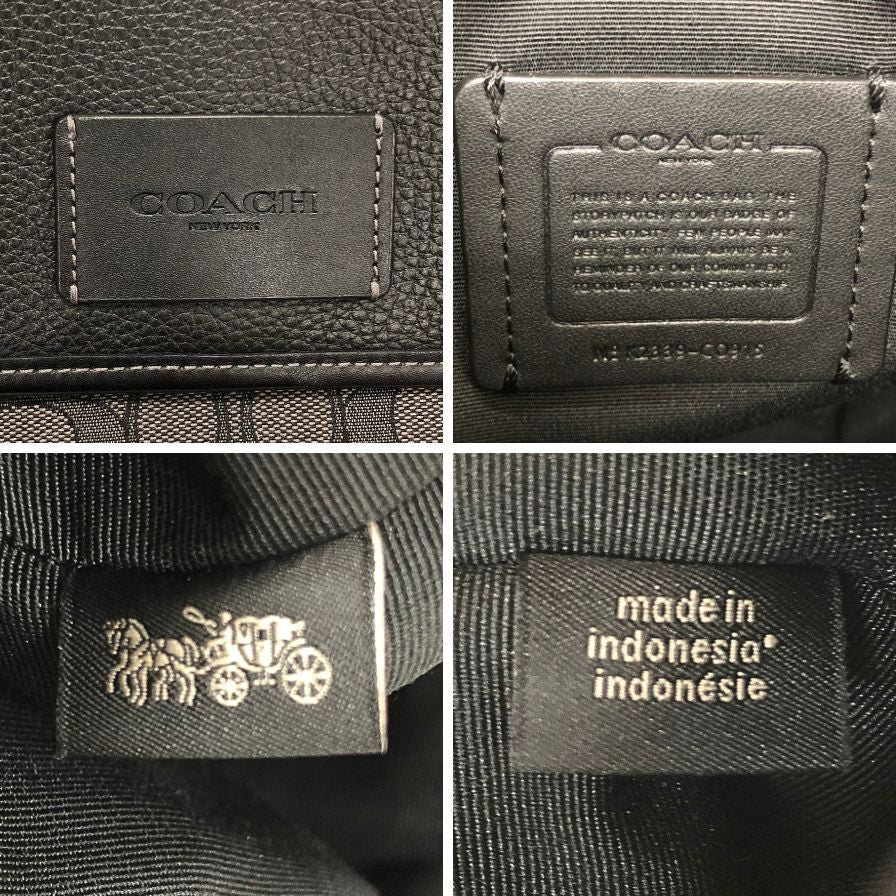 COACH
NEW YORK
COACH
NEW YORK
THIS IS A COACH BAG. THE
STORYPATCH IS OUR BADGE OF
AUTHENTICITY. FEW PEOPLE MAY
SEE IT BUT IT WILL ALWAYS BE A
REMINDER OF OUR COMMITMENT
TO QUALITY AND CRAFTSMANSHIP.
made in
indonesia
indonésie